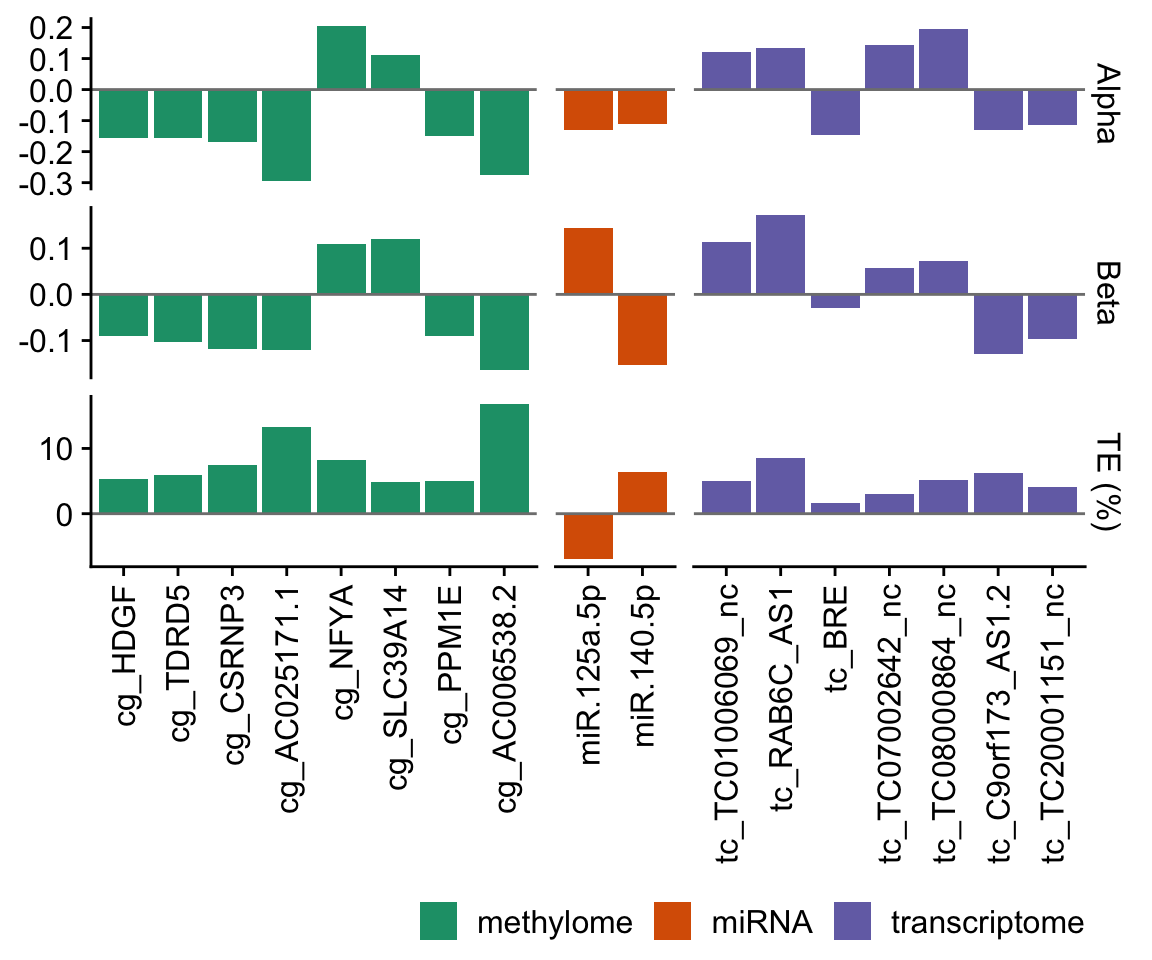 0.2
0.1
0.0
-0.1
-0.2
-0.3
Alpha
0.1
0.0
-0.1
Beta
10
0
TE (%)
cg_HDGF
cg_TDRD5
cg_CSRNP3
cg_AC025171.1
cg_NFYA
cg_SLC39A14
cg_PPM1E
cg_AC006538.2
miR.125a.5p
miR.140.5p
tc_TC01006069_nc
tc_RAB6C_AS1
tc_BRE
tc_TC07002642_nc
tc_TC08000864_nc
tc_C9orf173_AS1.2
tc_TC20001151_nc
methylome miRNA transcriptome